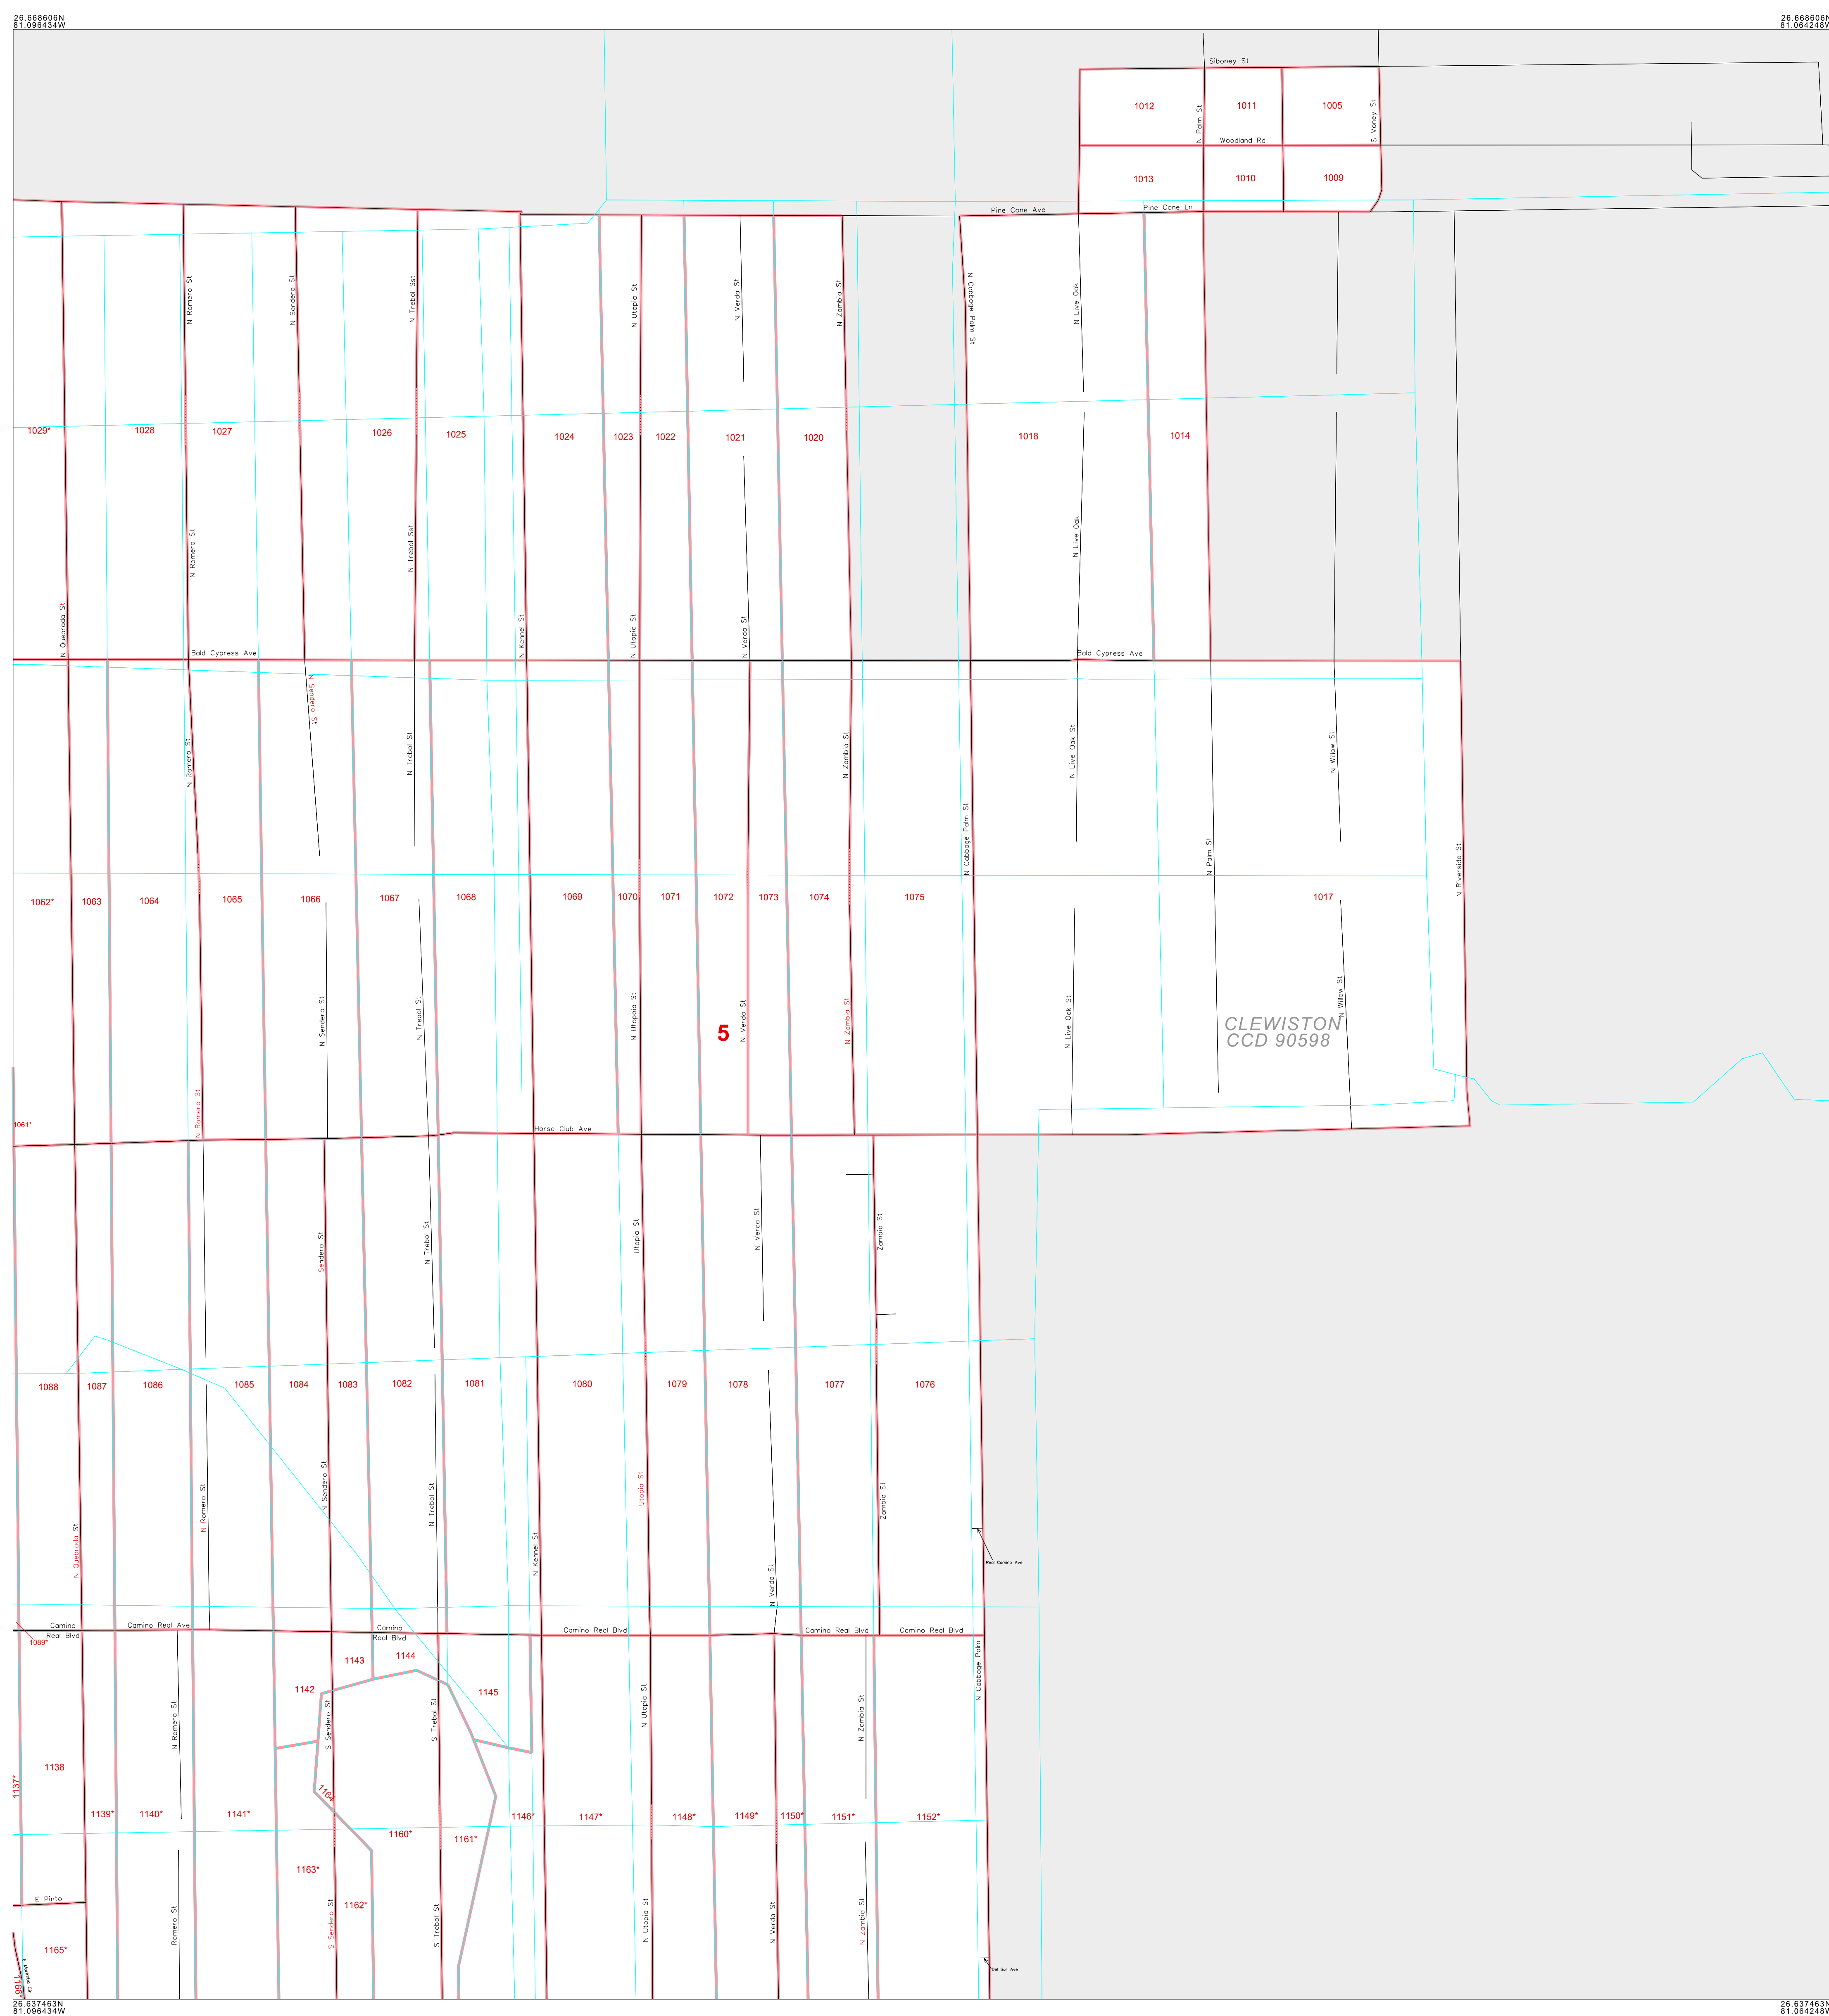 26.668606N
81.096434W
26.668606N
81.064248W
Siboney St
1012
1011
1005
N Palm St
S Vaney St
Woodland Rd
1013
1010
1009
Pine Cone Ave
Pine Cone Ln
N Romero St
N Sendero St
N Trebol Sst
N Utopia St
N Verda St
N Zambia St
N Cabbage Palm St
N Live Oak
1029*
1028
1027
1026
1025
1024
1023
1022
1021
1020
1018
1014
N Romero St
N Trebol Sst
N Live Oak
N Quebrada St
N Kennel St
N Utopia St
N Verda St
Bald Cypress Ave
Bald Cypress Ave
N Sendero St
N Romero St
N Trebol St
N Zambia St
N Live Oak St
N Willow St
N Cabbage Palm St
N Palm St
N Riverside St
1062*
1063
1064
1065
1066
1067
1068
1069
1070
1071
1072
1073
1074
1075
1017
N Sendero St
N Trebol St
N Utopoia St
5
N Verda St
N Zambia St
N Live Oak St
N Willow St
CLEWISTON
CCD 90598
1061*
N Romero St
Horse Club Ave
Sendero St
N Trebol St
Utopia St
N Verda St
Zambia St
1088
1087
1086
1085
1084
1083
1082
1081
1080
1079
1078
1077
1076
N Quebrada St
N Romero St
N Sendero St
N Trebol St
N Kennel St
Utopia St
N Verda St
Zambia St
Real Camino Ave
Camino
Real Blvd
Camino Real Ave
Camino
Real Blvd
Camino Real Blvd
Camino Real Blvd
Camino Real Blvd
1089*
1143
1144
1142
1145
N Cabbage Palm
N Romero St
S Sendero St
S Trebol St
N Utopia St
N Zambia St
1138
1137*
1164
1139*
1140*
1141*
1160*
1161*
1146*
1147*
1148*
1149*
1150*
1151*
1152*
1163*
1162*
E Pinto
Romero St
S Sendero St
S Trebol St
N Utopia St
N Verda St
N Zambia St
1165*
1166*
Del Sur Ave
26.637463N
81.096434W
26.637463N
81.064248W